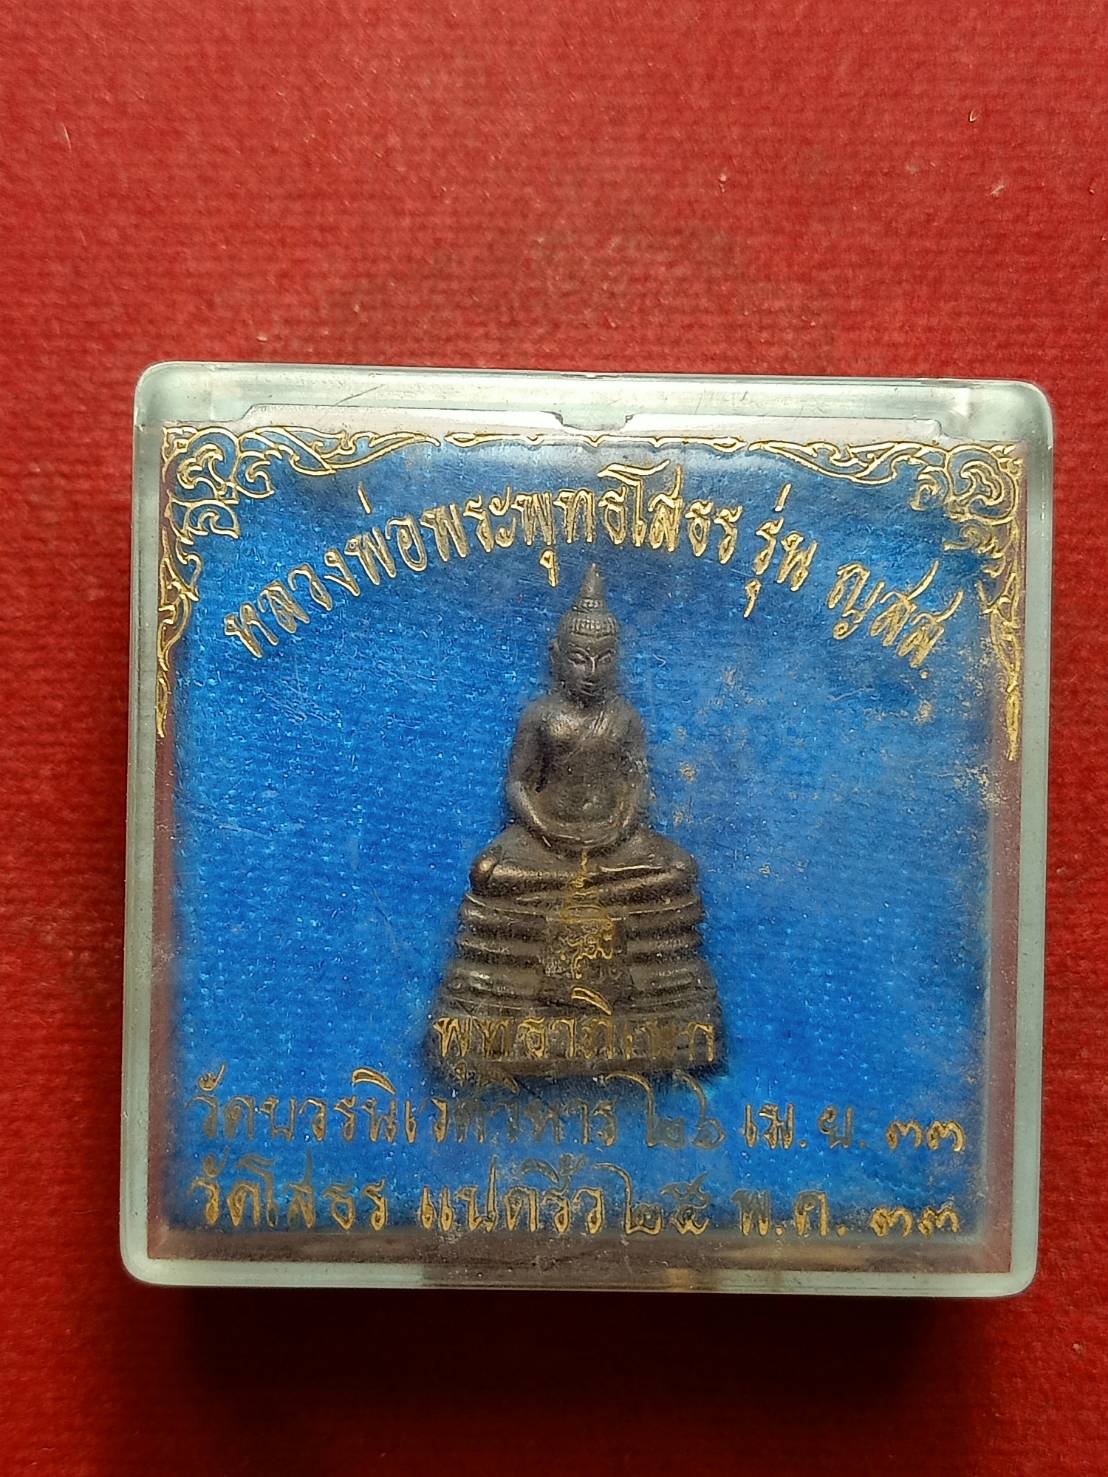 หลวงพ่อพระพุทธโสธร รุ่น ญสส
พุทธาภิเษก
วัดบวรนิเวศวิหาร ๒๖ เม.ย. ๓๓
วัดโสธร แปดริ้ว ๒๕ พ.ค. ๓๓